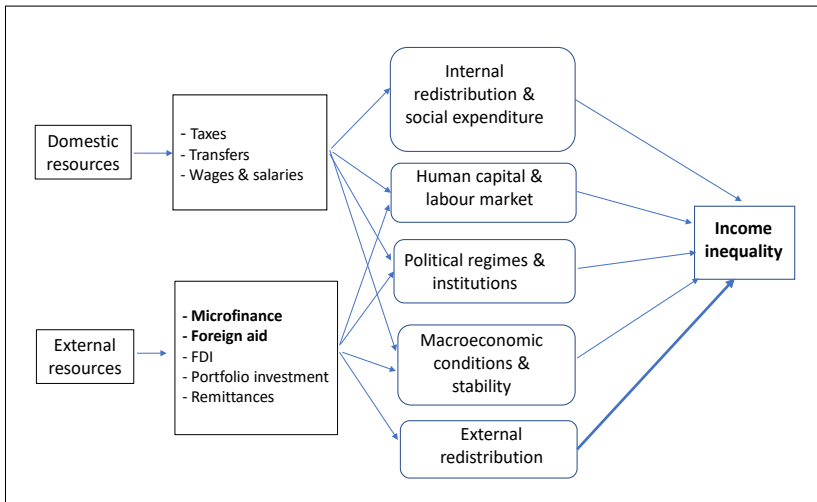 Domestic
resources
- Taxes
- Transfers
- Wages & salaries
External
resources
- Microfinance
- Foreign aid
- FDI
- Portfolio investment
- Remittances
Internal
redistribution &
social expenditure
Human capital &
labour market
Political regimes &
institutions
Macroeconomic
conditions &
stability
External
redistribution
Income
inequality